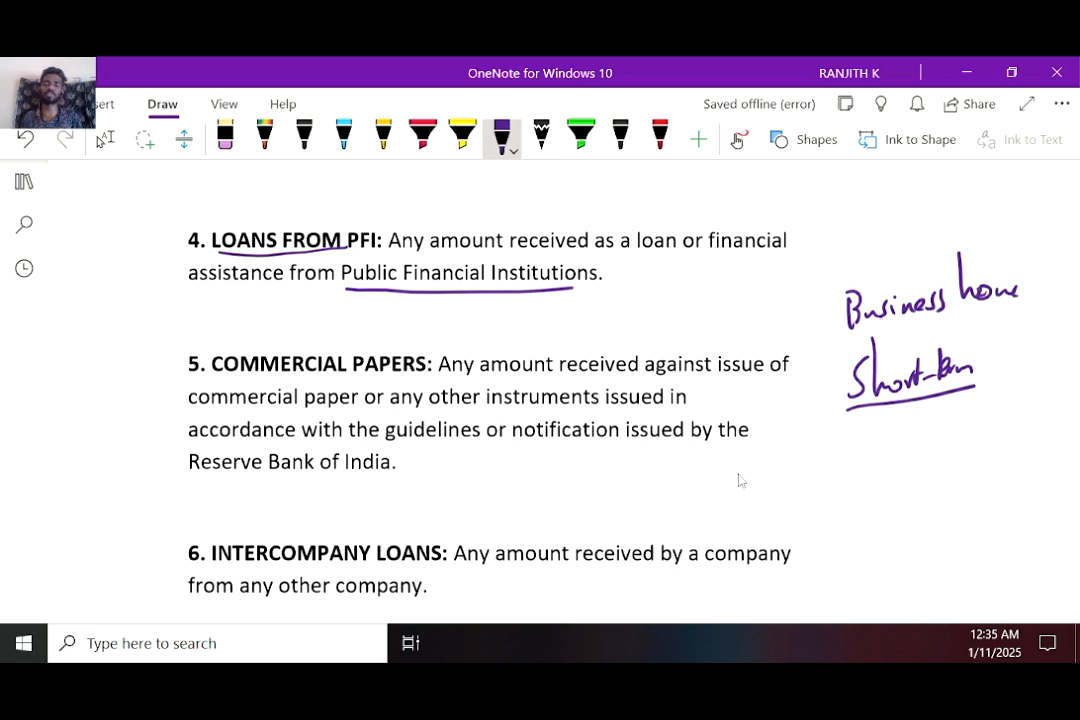 OneNote for Windows 10
RANJITH K
ert Draw View Help
Saved offline (error)
Share
Shapes
Ink to Shape
Ink to Text
4. LOANS FROM PFI: Any amount received as a loan or financial
assistance from Public Financial Institutions.
Business
Short-term
5. COMMERCIAL PAPERS: Any amount received against issue of
commercial paper or any other instruments issued in
accordance with the guidelines or notification issued by the
Reserve Bank of India.
6. INTERCOMPANY LOANS: Any amount received by a company
from any other company.
Type here to search
12:35 AM
1/11/2025